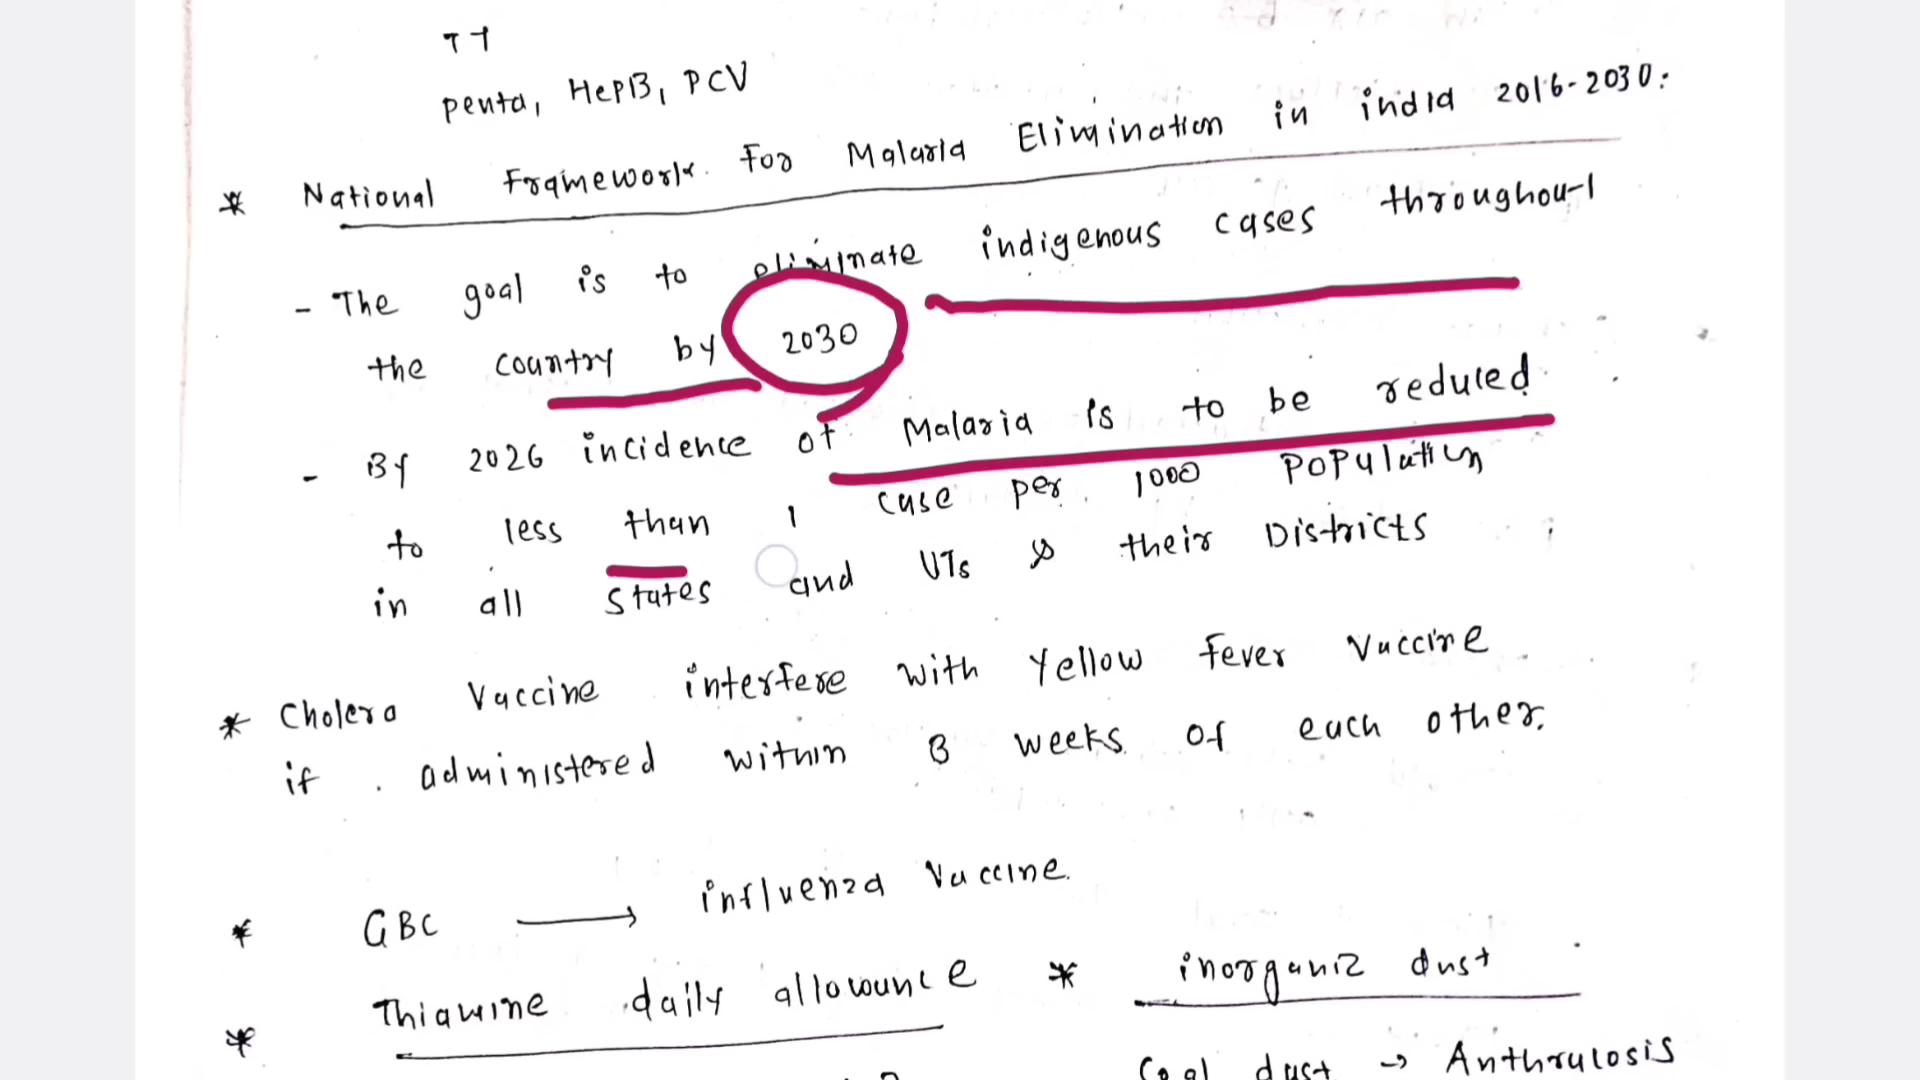 TT
penta, HepB, PCV
* National Framework For Malaria Elimination in india 2016-2030:
- The goal is to eliminate indigenous cases throughout
the country by 2030
- By 2026 incidence of Malaria is to be reduced
to less than 1 case per 1000 Population
in all states and UTs & their Districts
* Cholera Vaccine interfere with Yellow Fever Vaccine
if administered within 3 weeks of each other.
* GBC → influenza Vaccine.
* Thiamine daily allowance
* inorganic dust
Coal dust → Anthracosis